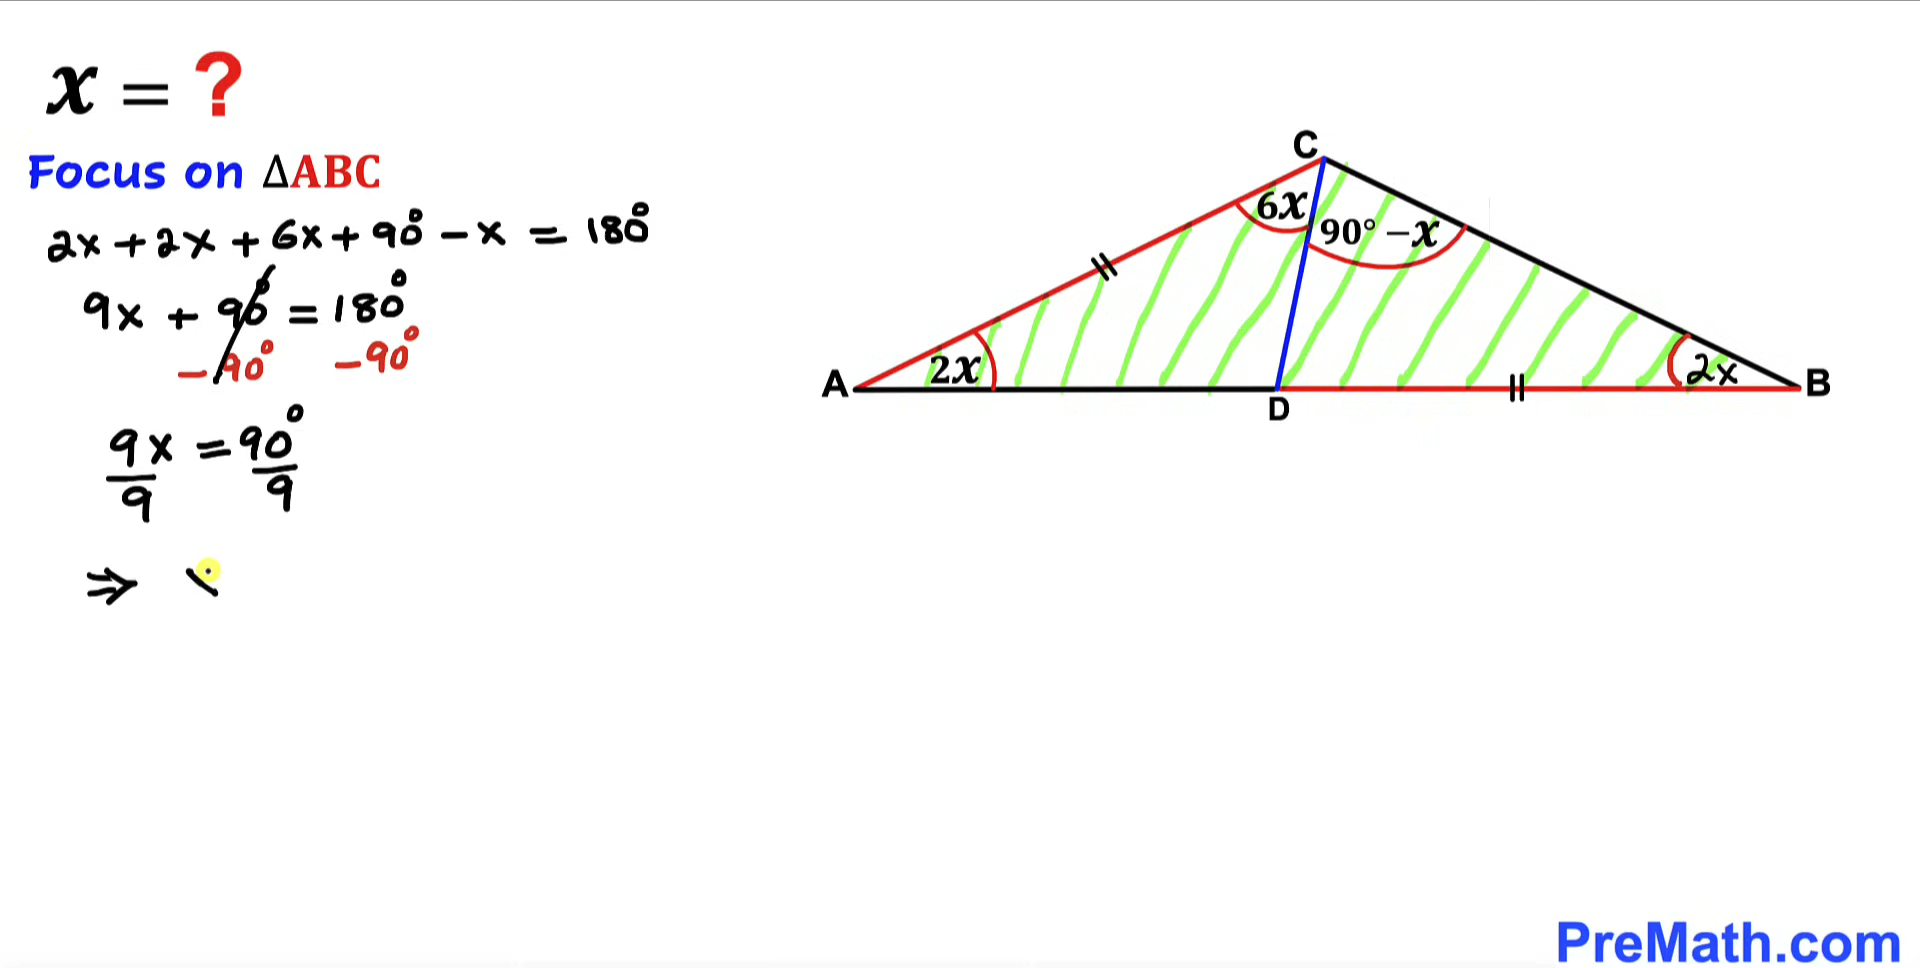 x = ?
Focus on ΔABC
2x + 2x + 6x + 90° - x = 180°
9x + 90° = 180°
-90° -90°
9x = 90°
9 9
⇒
C
6x
90° - x
2x
2x
A
B
D
PreMath.com